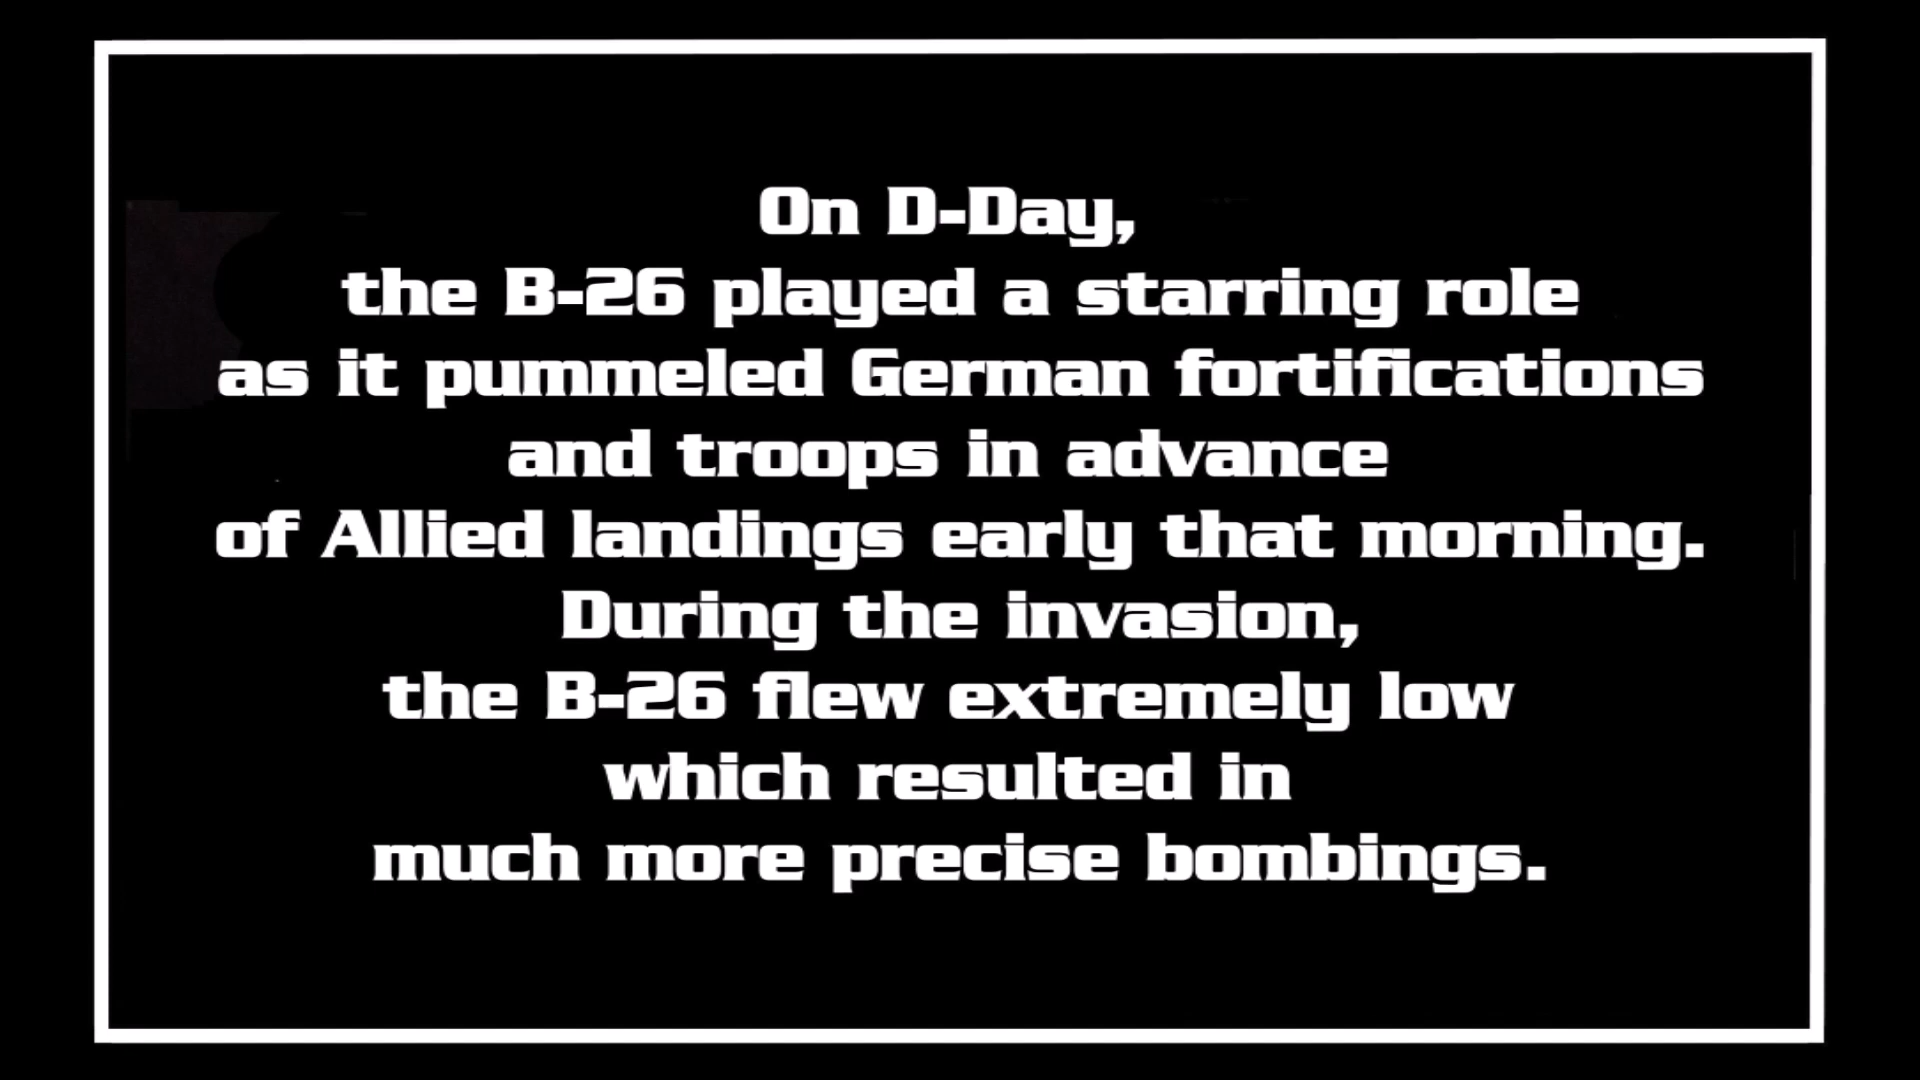 On D-Day,
the B-26 played a starring role
as it pummeled German fortifications
and troops in advance
of Allied landings early that morning.
During the invasion,
the B-26 flew extremely low
which resulted in
much more precise bombings.